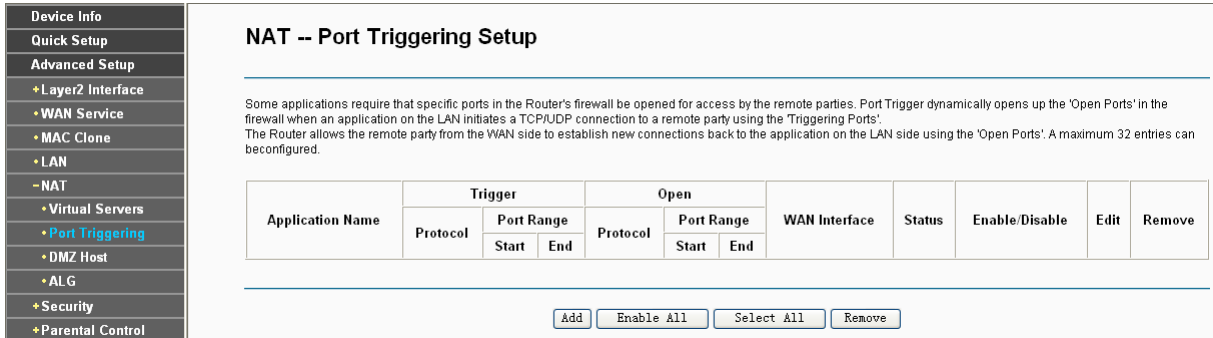 Device Info
Quick Setup
Advanced Setup
+Layer2 Interface
•WAN Service
•MAC Clone
•LAN
−NAT
•Virtual Servers
•Port Triggering
•DMZ Host
•ALG
+Security
+Parental Control
NAT -- Port Triggering Setup
Some applications require that specific ports in the Router's firewall be opened for access by the remote parties. Port Trigger dynamically opens up the 'Open Ports' in the
firewall when an application on the LAN initiates a TCP/UDP connection to a remote party using the 'Triggering Ports'.
The Router allows the remote party from the WAN side to establish new connections back to the application on the LAN side using the 'Open Ports'. A maximum 32 entries can
beconfigured.
Application Name
Trigger
Open
WAN Interface
Status
Enable/Disable
Edit
Remove
Protocol
Port Range
Protocol
Port Range
Start
End
Start
End
Add
Enable All
Select All
Remove